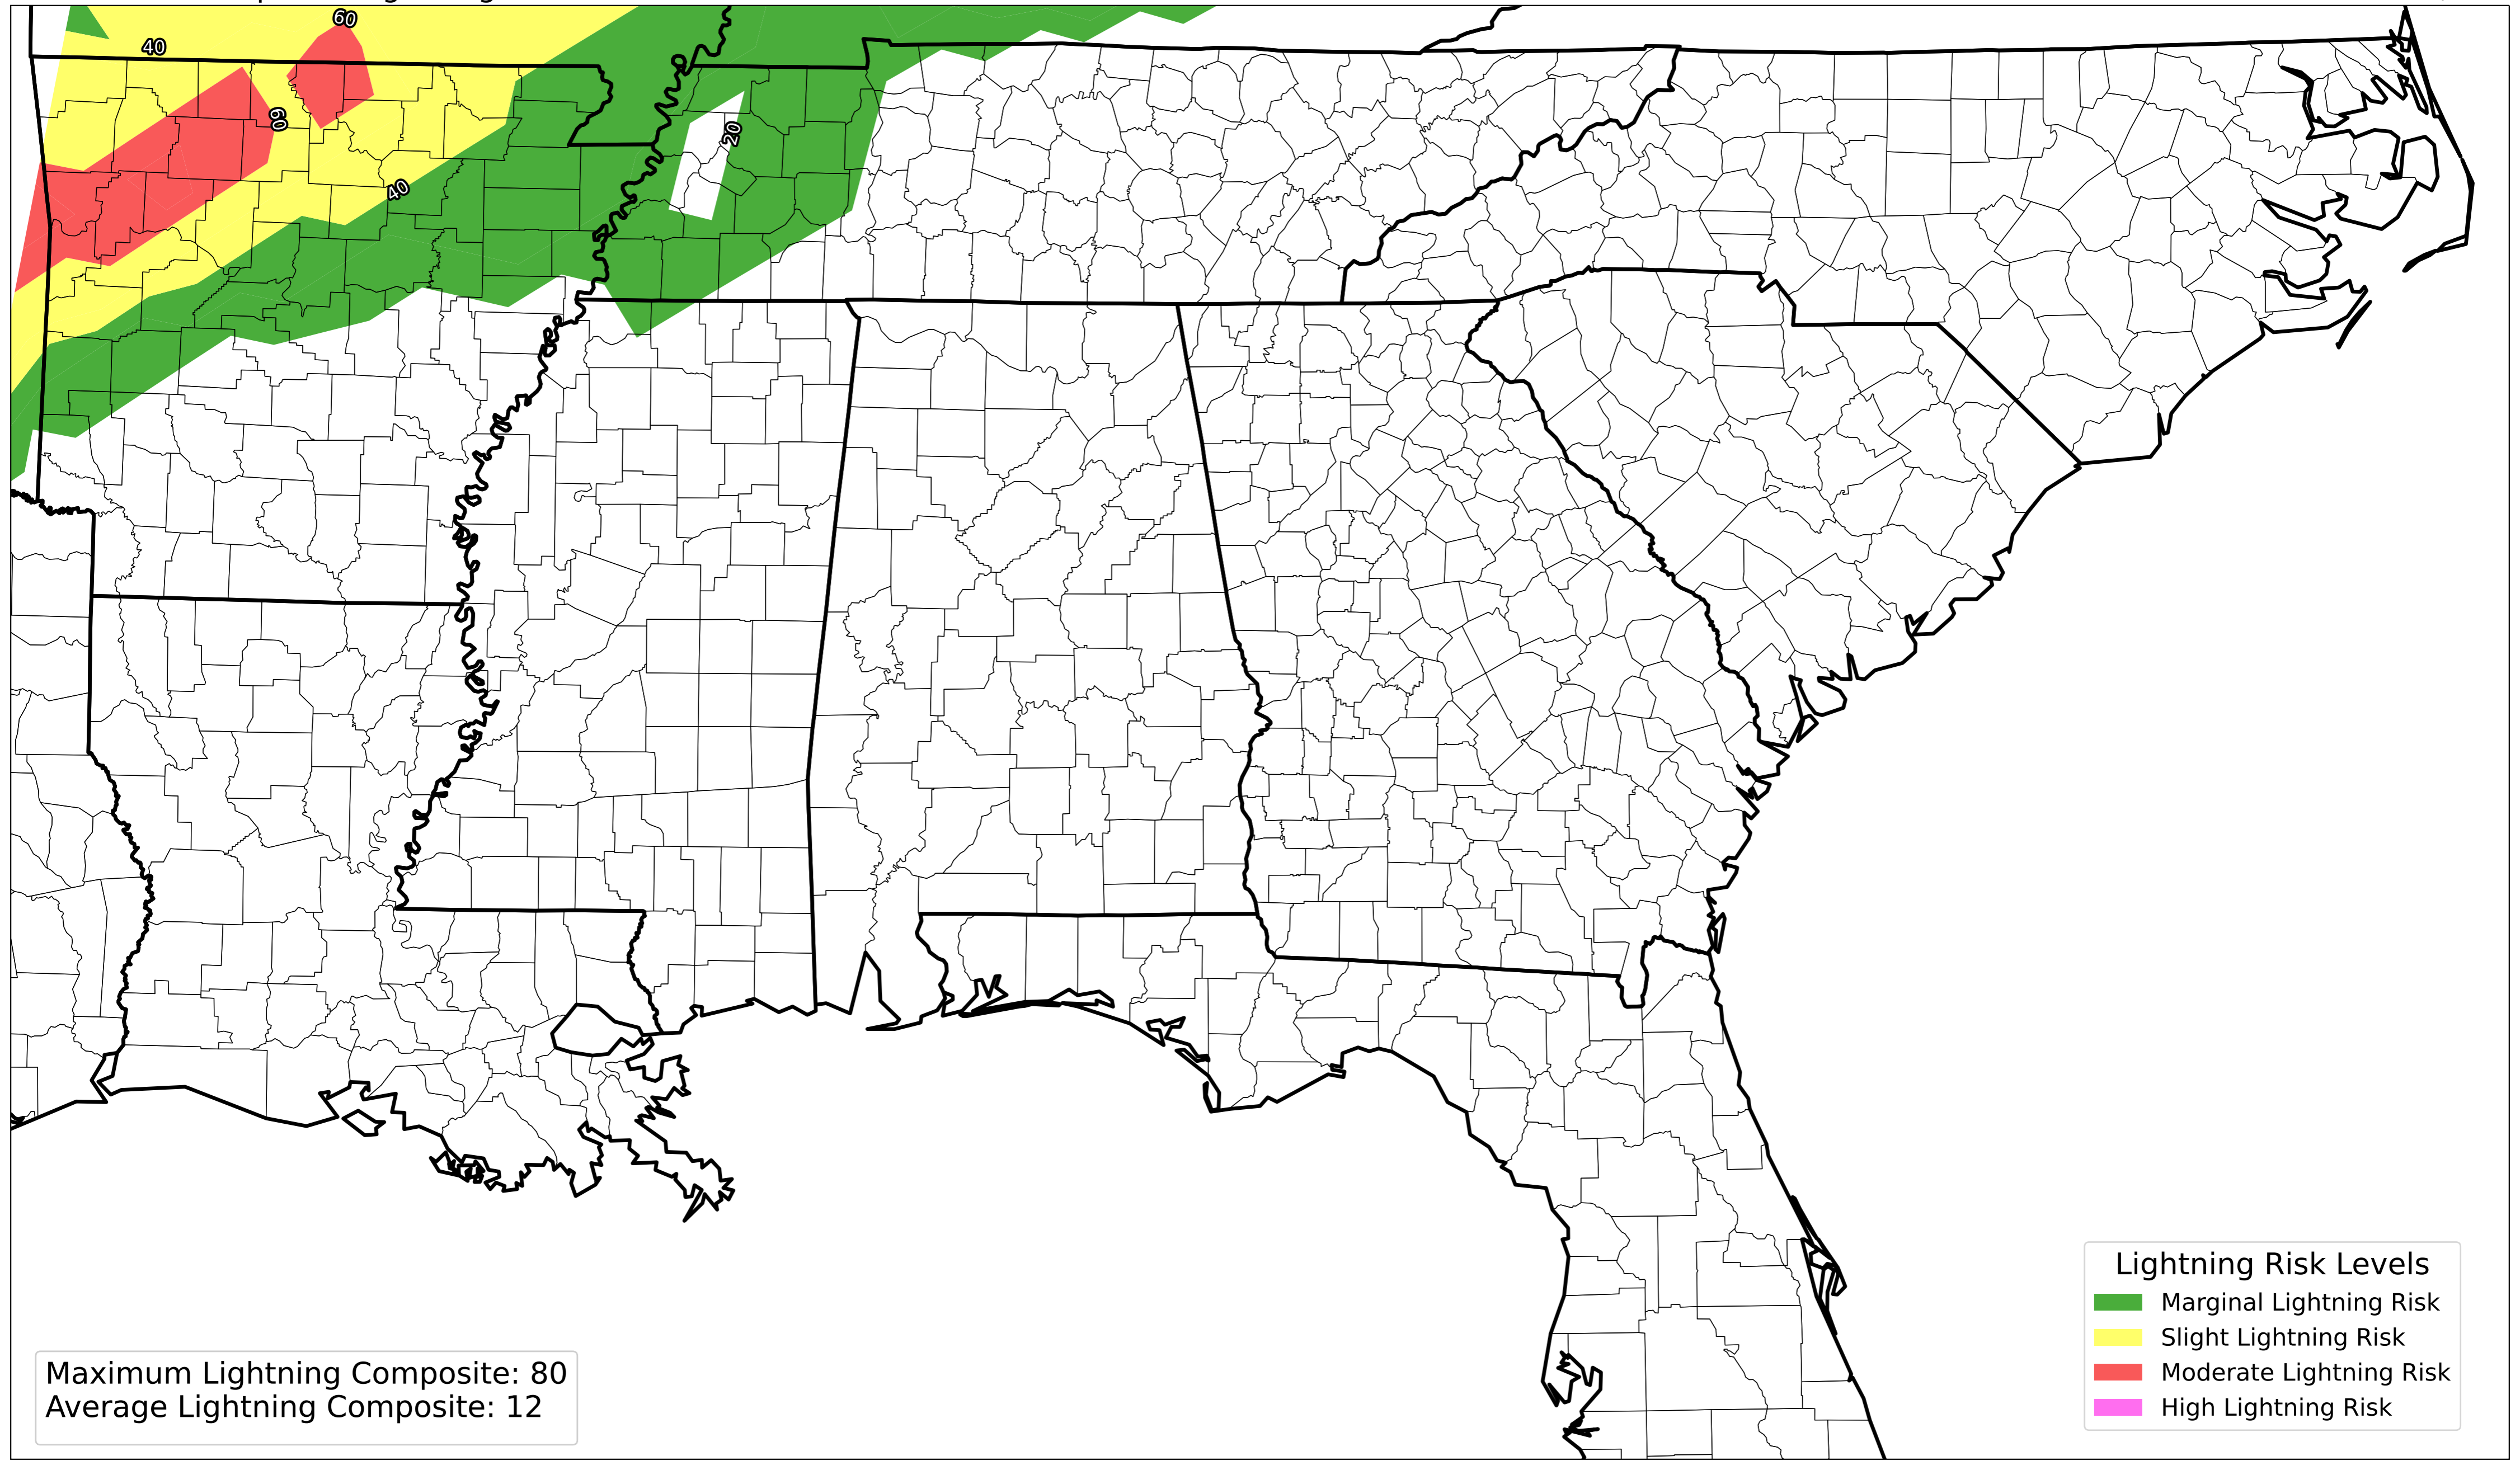 60
40
60
20
40
Lightning Risk Levels
Marginal Lightning Risk
Slight Lightning Risk
Moderate Lightning Risk
High Lightning Risk
Maximum Lightning Composite: 80
Average Lightning Composite: 12